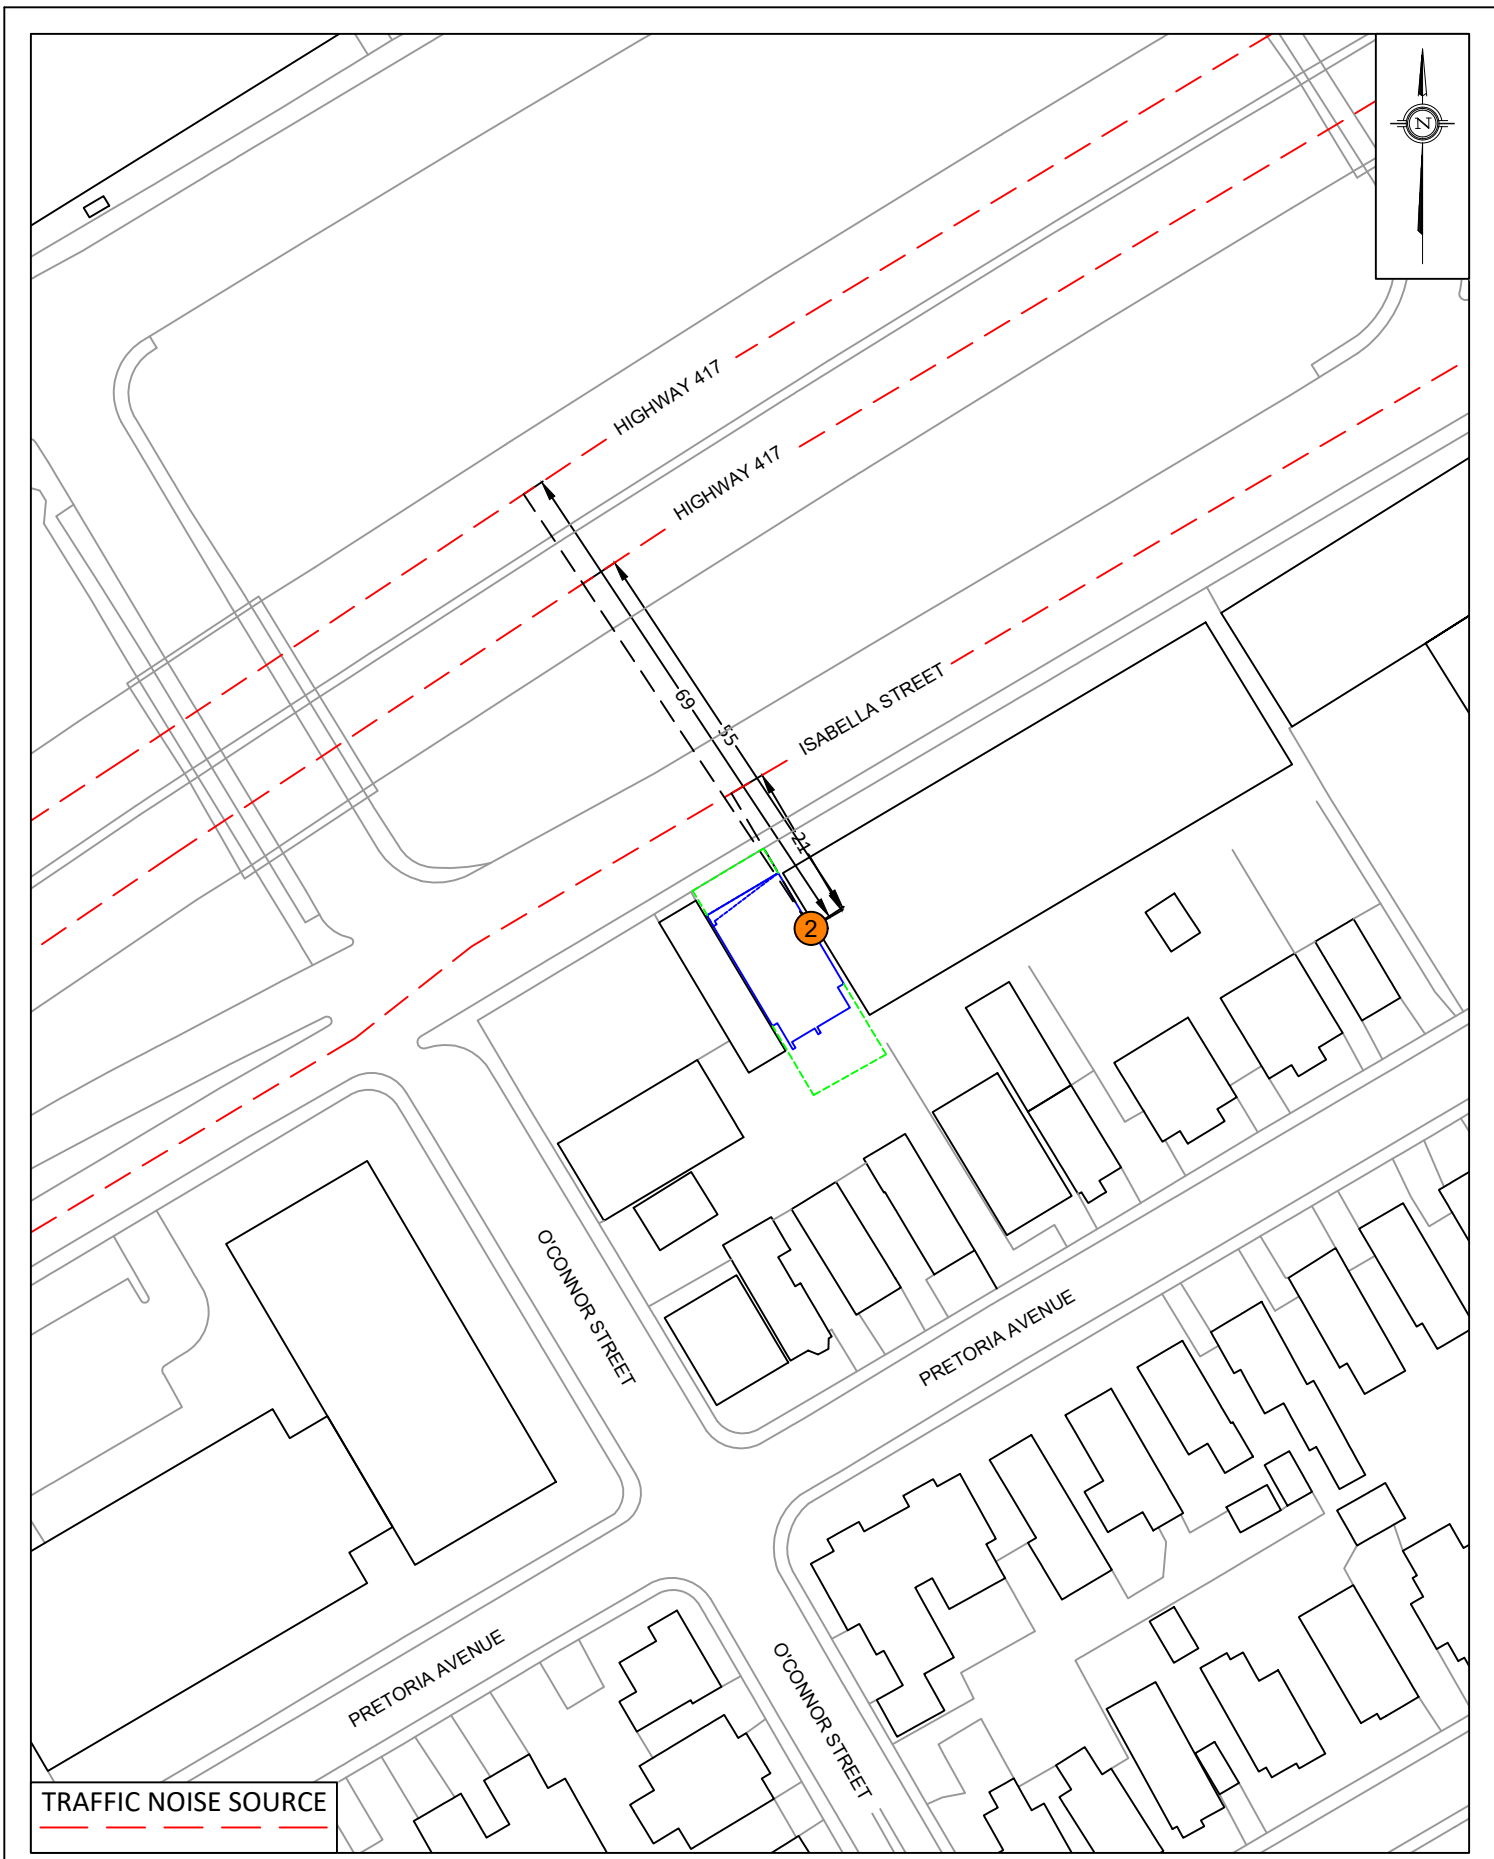 N
HIGHWAY 417
HIGHWAY 417
69
55
ISABELLA STREET
21
2
O'CONNOR STREET
PRETORIA AVENUE
PRETORIA AVENUE
O'CONNOR STREET
TRAFFIC NOISE SOURCE